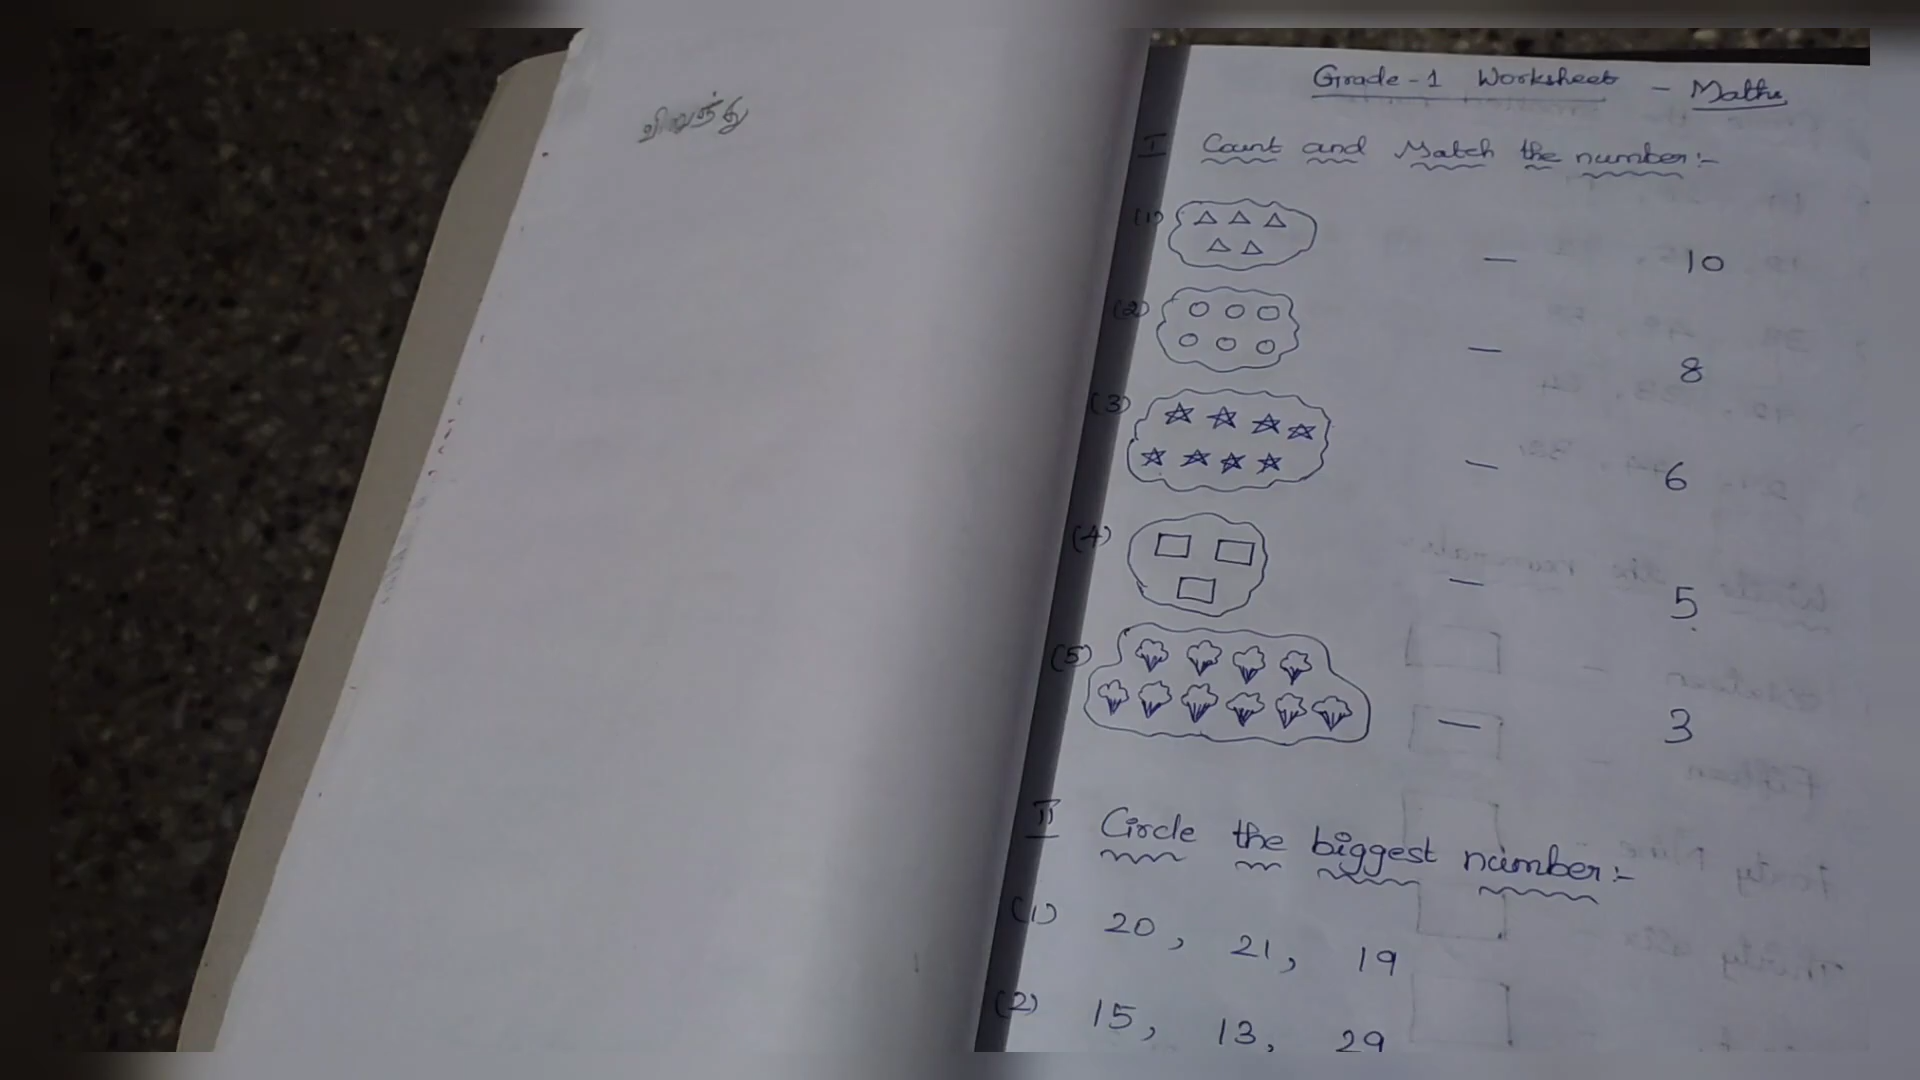 விருந்து
Grade-1 Worksheet - Maths
I Count and Match the number:-
(1) - 10
(2) - 8
(3) - 6
(4) - 5
(5) - 3
II Circle the biggest number:-
(1) 20, 21, 19
(2) 15, 13, 29